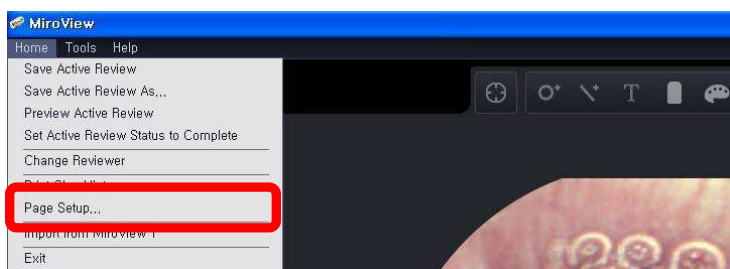 MiroView
Home Tools Help
Save Active Review
Save Active Review As...
Preview Active Review
Set Active Review Status to Complete
Change Reviewer
Page Setup...
Import from MiroView 1
Exit
T